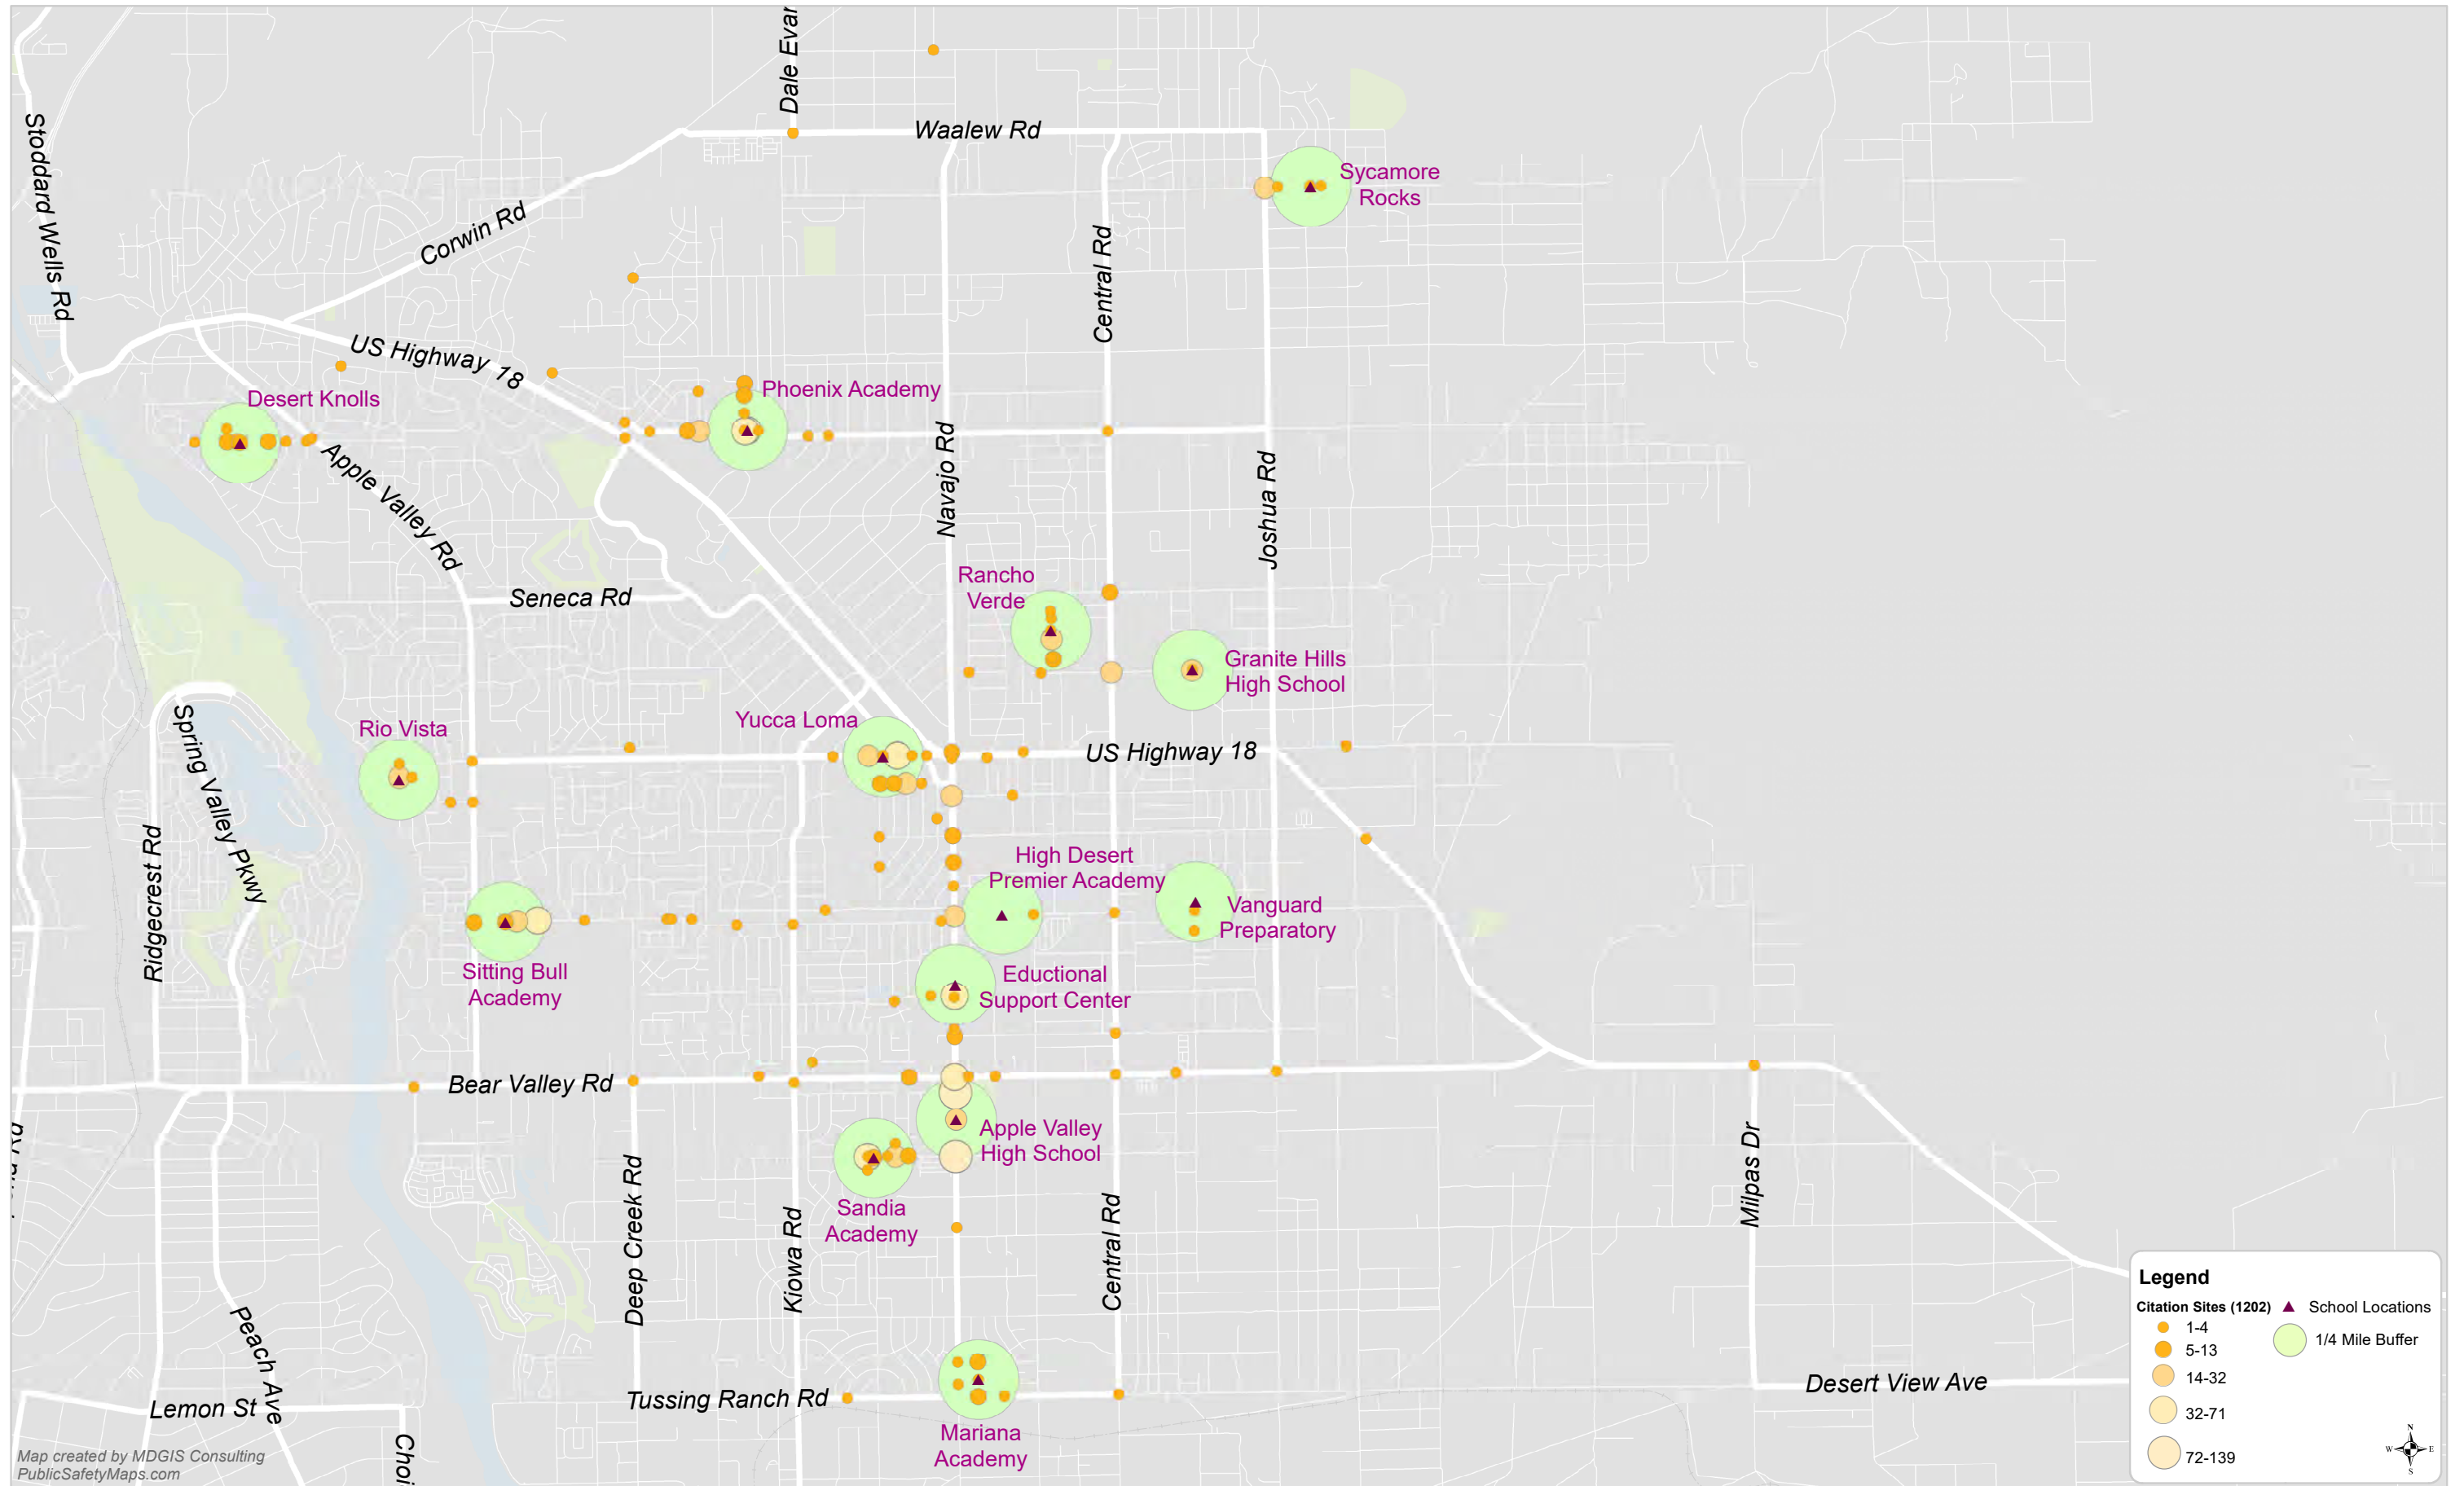 Dale Evar
Waalew Rd
Stoddard Wells Rd
Sycamore
Rocks
Corwin Rd
Central Rd
US Highway 18
Desert Knolls
Phoenix Academy
Apple Valley Rd
Navajo Rd
Joshua Rd
Rancho
Verde
Seneca Rd
Granite Hills
High School
Spring Valley Pkwy
Rio Vista
Yucca Loma
US Highway 18
Ridgecrest Rd
High Desert
Premier Academy
Vanguard
Preparatory
Sitting Bull
Academy
Eductional
Support Center
Bear Valley Rd
Apple Valley
High School
Milpas Dr
Deep Creek Rd
Kiowa Rd
Sandia
Academy
Central Rd
Peach Ave
Lemon St
Tussing Ranch Rd
Desert View Ave
Mariana
Academy
Choi
Map created by MDGIS Consulting
PublicSafetyMaps.com
Legend
Citation Sites (1202)
1-4
5-13
14-32
32-71
72-139
School Locations
1/4 Mile Buffer
N
W E
S